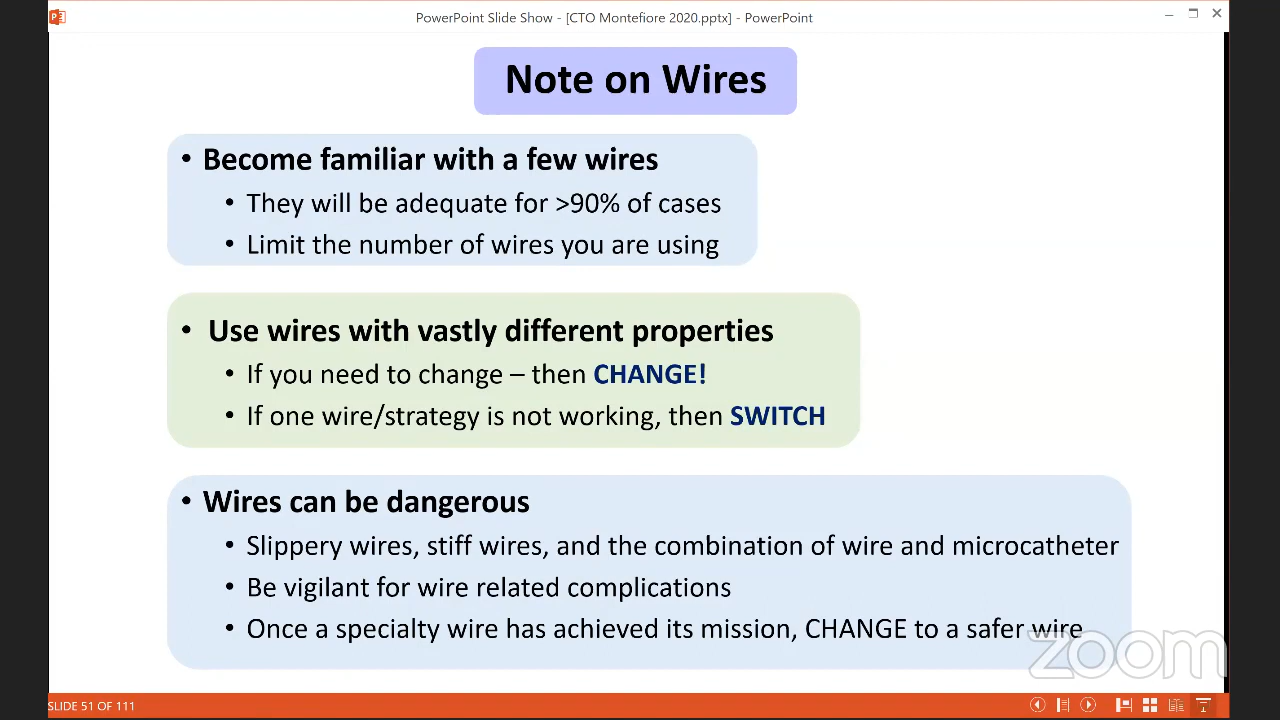 PowerPoint Slide Show - [CTO Montefiore 2020.pptx] - PowerPoint
Note on Wires
• Become familiar with a few wires
• They will be adequate for >90% of cases
• Limit the number of wires you are using
• Use wires with vastly different properties
• If you need to change – then CHANGE!
• If one wire/strategy is not working, then SWITCH
• Wires can be dangerous
• Slippery wires, stiff wires, and the combination of wire and microcatheter
• Be vigilant for wire related complications
• Once a specialty wire has achieved its mission, CHANGE to a safer wire
zoom
SLIDE 51 OF 111